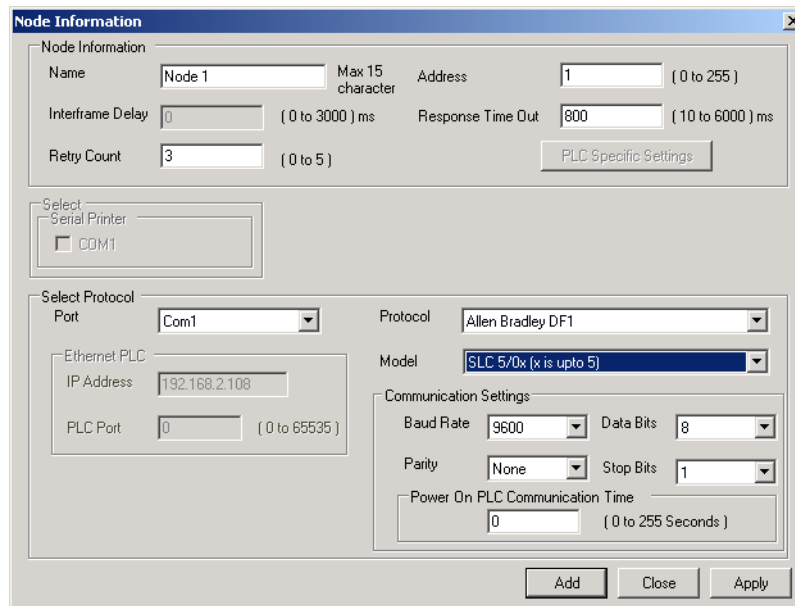 Node Information
Node Information
Name Node 1 Max 15 character Address 1 ( 0 to 255 )
Interframe Delay 0 ( 0 to 3000 ) ms Response Time Out 800 ( 10 to 6000 ) ms
Retry Count 3 ( 0 to 5 ) PLC Specific Settings
Select
Serial Printer
COM1
Select Protocol
Port Com1 Protocol Allen Bradley DF1
Ethernet PLC
Model SLC 5/0x (x is upto 5)
IP Address 192.168.2.108
Communication Settings
PLC Port 0 ( 0 to 65535 )
Baud Rate 9600 Data Bits 8
Parity None Stop Bits 1
Power On PLC Communication Time
0 ( 0 to 255 Seconds )
Add Close Apply